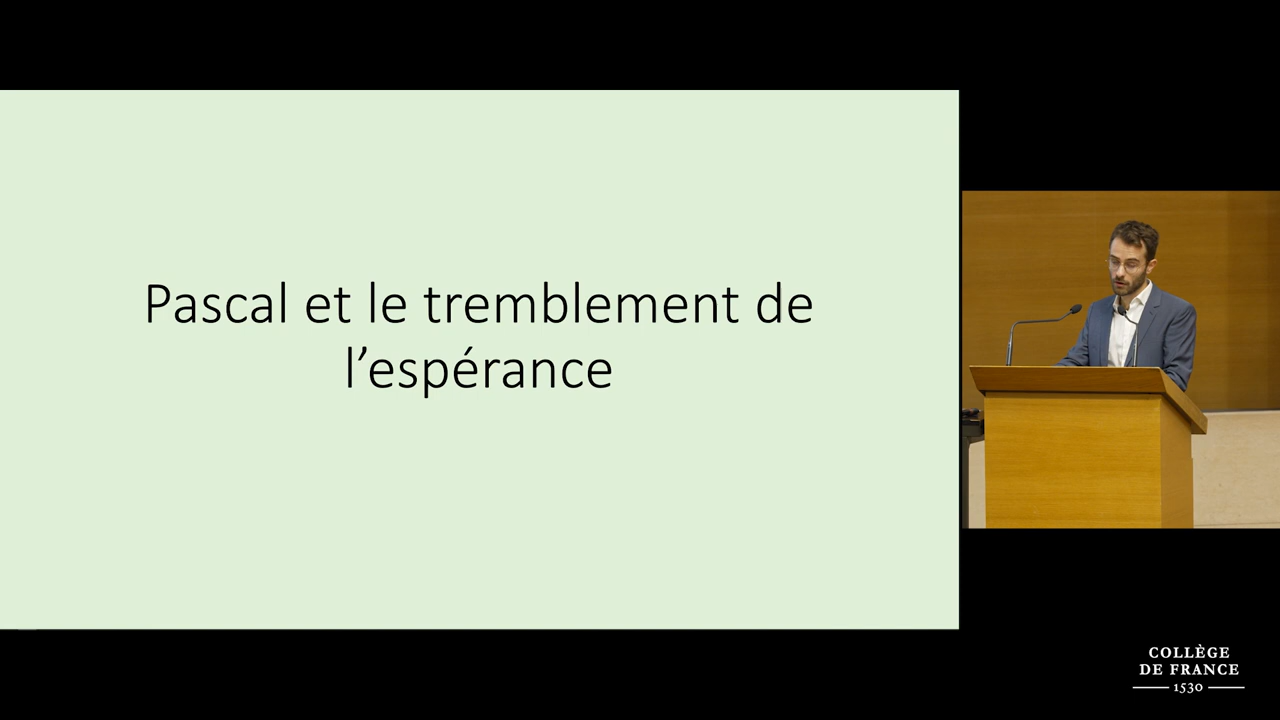 Pascal et le tremblement de
l’espérance
COLLÈGE
DE FRANCE
1530